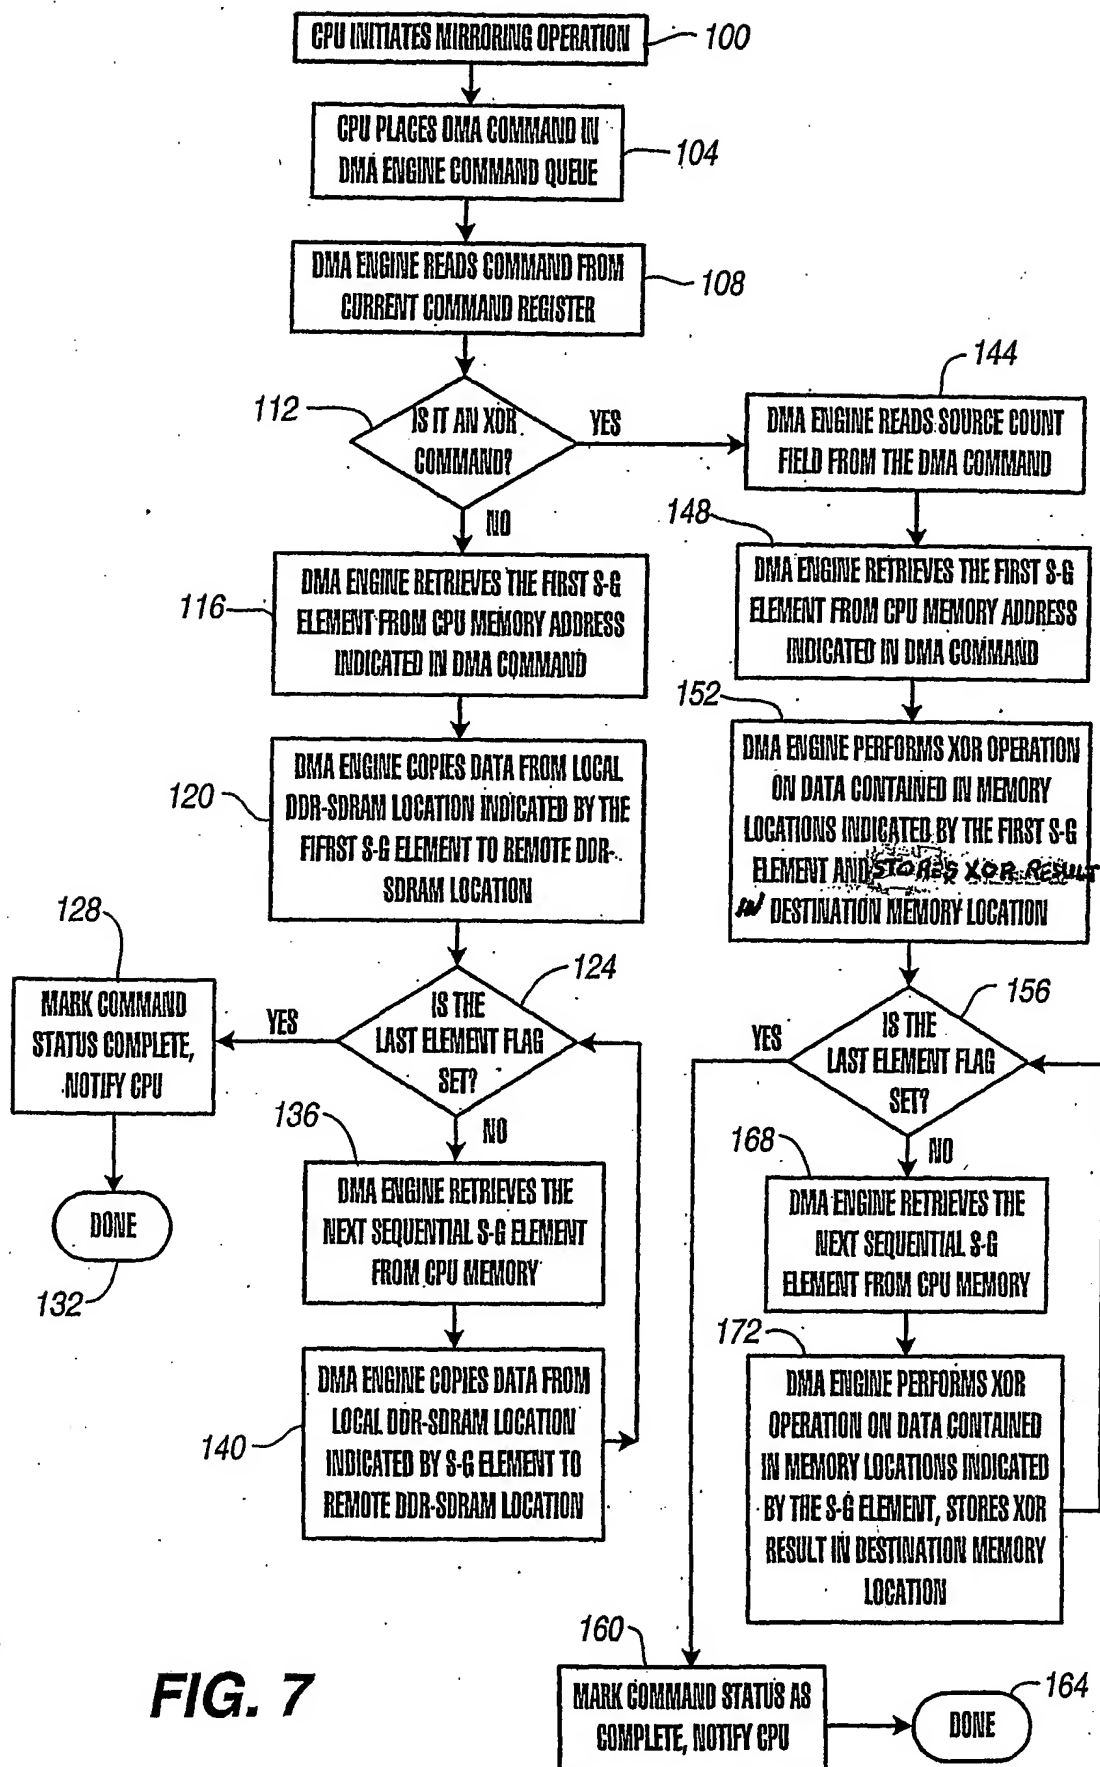 CPU INITIATES MIRRORING OPERATION
100
CPU PLACES DMA COMMAND IN
DMA ENGINE COMMAND QUEUE
104
DMA ENGINE READS COMMAND FROM
CURRENT COMMAND REGISTER
108
112
IS IT AN XOR
COMMAND?
YES
NO
144
DMA ENGINE READS SOURCE COUNT
FIELD FROM THE DMA COMMAND
116
DMA ENGINE RETRIEVES THE FIRST S-G
ELEMENT FROM CPU MEMORY ADDRESS
INDICATED IN DMA COMMAND
148
DMA ENGINE RETRIEVES THE FIRST S-G
ELEMENT FROM CPU MEMORY ADDRESS
INDICATED IN DMA COMMAND
120
DMA ENGINE COPIES DATA FROM LOCAL
DDR-SDRAM LOCATION INDICATED BY THE
FIFRST S-G ELEMENT TO REMOTE DDR-
SDRAM LOCATION
152
DMA ENGINE PERFORMS XOR OPERATION
ON DATA CONTAINED IN MEMORY
LOCATIONS INDICATED BY THE FIRST S-G
ELEMENT AND STORES XOR RESULT
IN DESTINATION MEMORY LOCATION
128
MARK COMMAND
STATUS COMPLETE,
NOTIFY CPU
YES
124
IS THE
LAST ELEMENT FLAG
SET?
NO
DONE
132
136
DMA ENGINE RETRIEVES THE
NEXT SEQUENTIAL S-G ELEMENT
FROM CPU MEMORY
140
DMA ENGINE COPIES DATA FROM
LOCAL DDR-SDRAM LOCATION
INDICATED BY S-G ELEMENT TO
REMOTE DDR-SDRAM LOCATION
YES
156
IS THE
LAST ELEMENT FLAG
SET?
NO
168
DMA ENGINE RETRIEVES THE
NEXT SEQUENTIAL S-G
ELEMENT FROM CPU MEMORY
172
DMA ENGINE PERFORMS XOR
OPERATION ON DATA CONTAINED
IN MEMORY LOCATIONS INDICATED
BY THE S-G ELEMENT, STORES XOR
RESULT IN DESTINATION MEMORY
LOCATION
160
MARK COMMAND STATUS AS
COMPLETE, NOTIFY CPU
DONE
164
FIG. 7